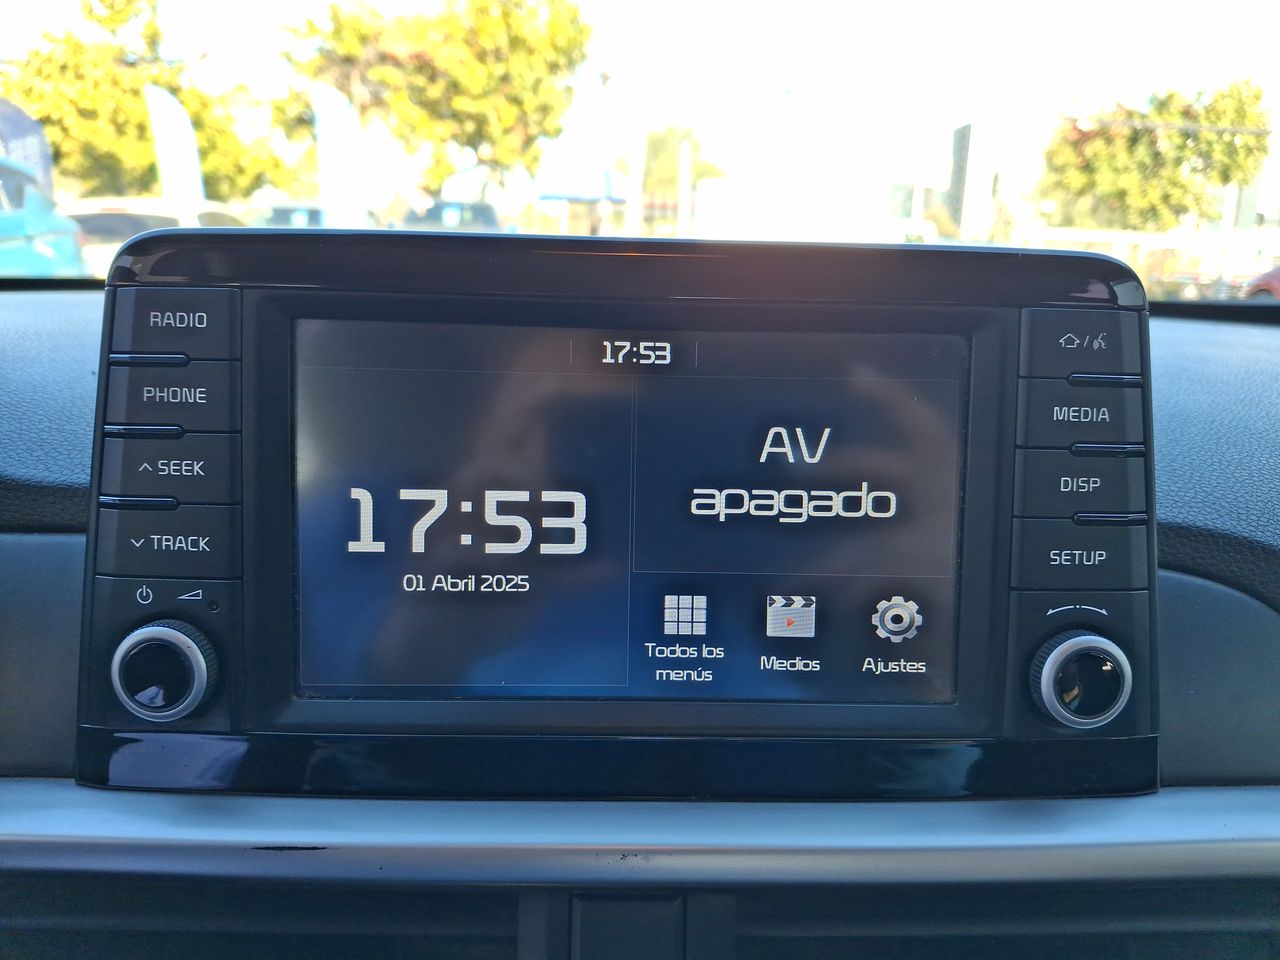 RADIO
PHONE
SEEK
TRACK
17:53
17:53
01 Abril 2025
AV
apagado
Todos los
menús
Medios
Ajustes
MEDIA
DISP
SETUP